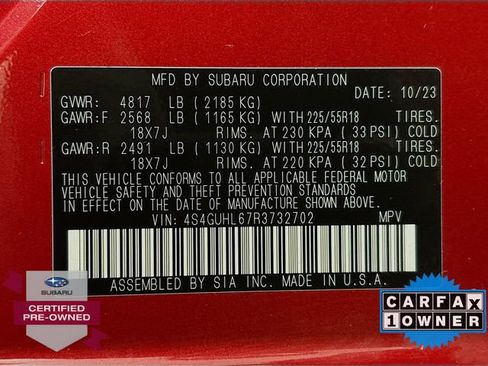 MFD BY SUBARU CORPORATION
DATE: 10/23
GVWR: 4817 LB (2185 KG)
GAWR:F 2568 LB (1165 KG) WITH 225/55R18 TIRES.
18X7J RIMS. AT 230 KPA (33 PSI) COLD
GAWR:R 2491 LB (1130 KG) WITH 225/55R18 TIRES.
18X7J RIMS. AT 220 KPA (32 PSI) COLD
THIS VEHICLE CONFORMS TO ALL APPLICABLE FEDERAL MOTOR
VEHICLE SAFETY AND THEFT PREVENTION STANDARDS
IN EFFECT ON THE DATE OF MANUFACTURE SHOWN ABOVE.
VIN: 4S4GUHL67R3732702 MPV
ASSEMBLED BY SIA INC. MADE IN U.S.A.
SUBARU
CERTIFIED
PRE-OWNED
CARFAX
1 OWNER